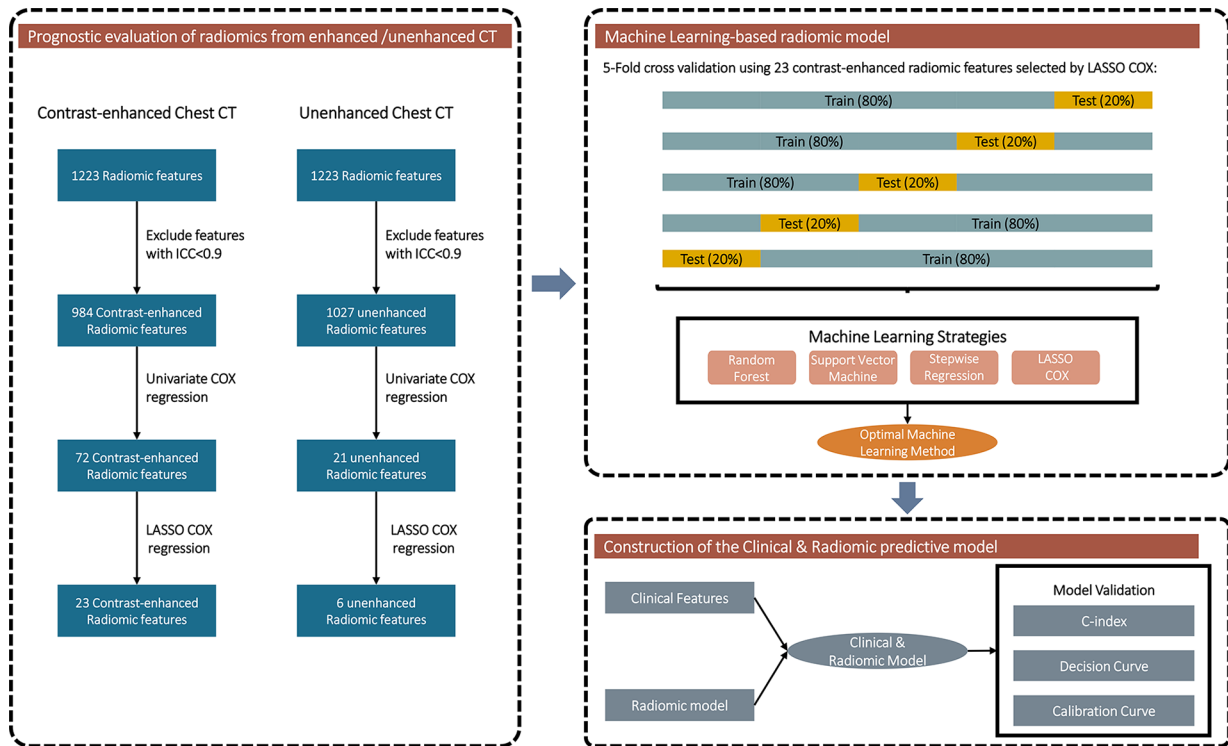 Prognostic evaluation of radiomics from enhanced /unenhanced CT
Contrast-enhanced Chest CT
1223 Radiomic features
Exclude features
with ICC<0.9
984 Contrast-enhanced
Radiomic features
Univariate COX
regression
72 Contrast-enhanced
Radiomic features
LASSO COX
regression
23 Contrast-enhanced
Radiomic features
Unenhanced Chest CT
1223 Radiomic features
Exclude features
with ICC<0.9
1027 unenhanced
Radiomic features
Univariate COX
regression
21 unenhanced
Radiomic features
LASSO COX
regression
6 unenhanced
Radiomic features
Machine Learning-based radiomic model
5-Fold cross validation using 23 contrast-enhanced radiomic features selected by LASSO COX:
Train (80%) Test (20%)
Train (80%) Test (20%)
Train (80%) Test (20%)
Test (20%) Train (80%)
Test (20%) Train (80%)
Machine Learning Strategies
Random
Forest
Support Vector
Machine
Stepwise
Regression
LASSO
COX
Optimal Machine
Learning Method
Construction of the Clinical & Radiomic predictive model
Clinical Features
Radiomic model
Clinical &
Radiomic Model
Model Validation
C-index
Decision Curve
Calibration Curve